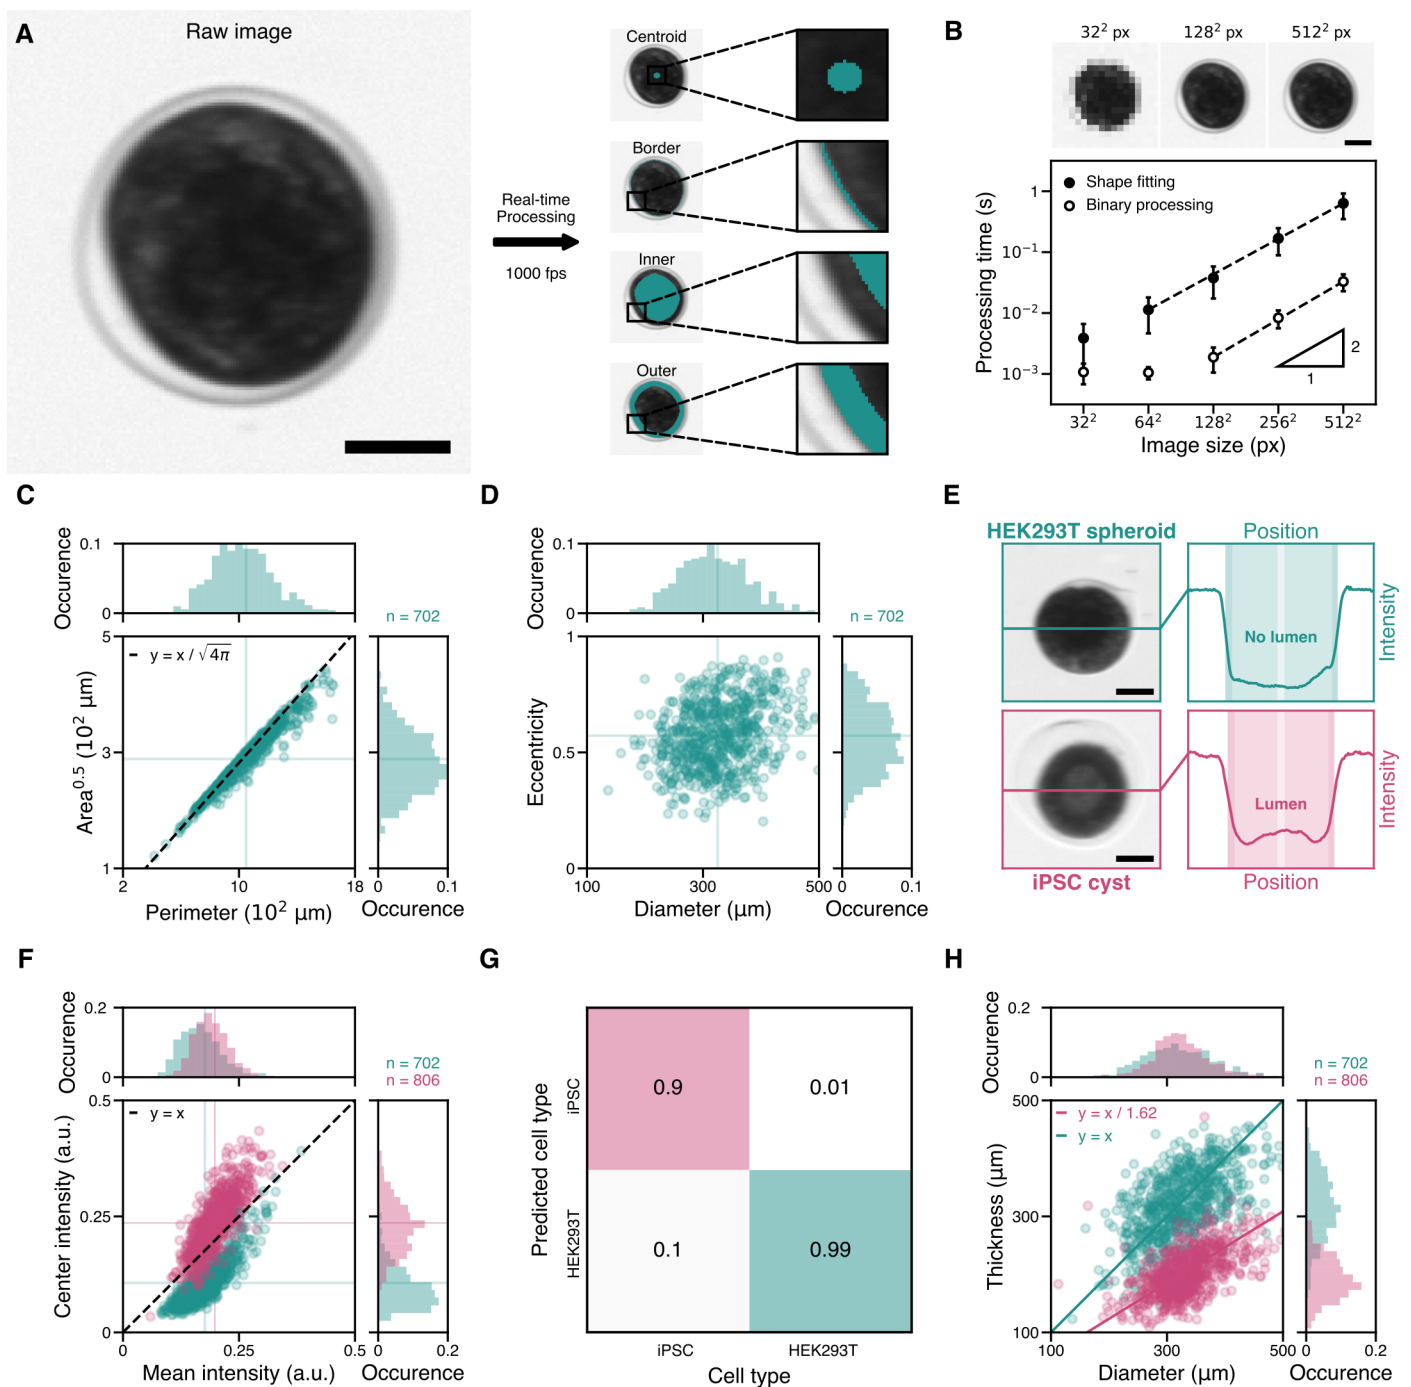 A
Raw image
Real-time
Processing
1000 fps
Centroid
Border
Inner
Outer
B
32² px
128² px
512² px
Shape fitting
Binary processing
Processing time (s)
1
10⁻¹
10⁻²
10⁻³
2
1
32²
64²
128²
256²
512²
Image size (px)
C
Occurence
0.1
0
n = 702
y = x / √4π
Area⁰·⁵ (10² µm)
5
3
1
2
10
18
Perimeter (10² µm)
0
0.1
Occurence
D
Occurence
0.1
0
n = 702
Eccentricity
1
0.5
0
100
300
500
Diameter (µm)
0
0.1
Occurence
E
HEK293T spheroid
Position
No lumen
Intensity
Lumen
Intensity
iPSC cyst
Position
F
Occurence
0.2
0
n = 702
n = 806
y = x
Center intensity (a.u.)
0.5
0.25
0
0
0.25
0.5
Mean intensity (a.u.)
0
0.2
Occurence
G
Predicted cell type
iPSC
HEK293T
0.9
0.01
0.1
0.99
iPSC
HEK293T
Cell type
H
Occurence
0.2
0
n = 702
n = 806
y = x / 1.62
y = x
Thickness (µm)
500
300
100
100
300
500
Diameter (µm)
0
0.2
Occurence